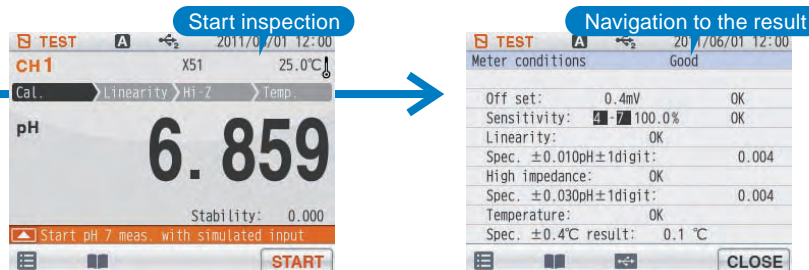 Start inspection
TEST A 2 2011/06/01 12:00
CH1 X51 25.0℃
Cal. Linearity Hi-Z Temp.
pH 6.859
Stability: 0.000
Start pH 7 meas. with simulated input
START
Navigation to the result
TEST A 2 2011/06/01 12:00
Meter conditions Good
Off set: 0.4mV OK
Sensitivity: 4-7 100.0% OK
Linearity: OK
Spec. ±0.010pH±1digit: 0.004
High impedance: OK
Spec. ±0.030pH±1digit: 0.004
Temperature: OK
Spec. ±0.4℃ result: 0.1 ℃
CLOSE